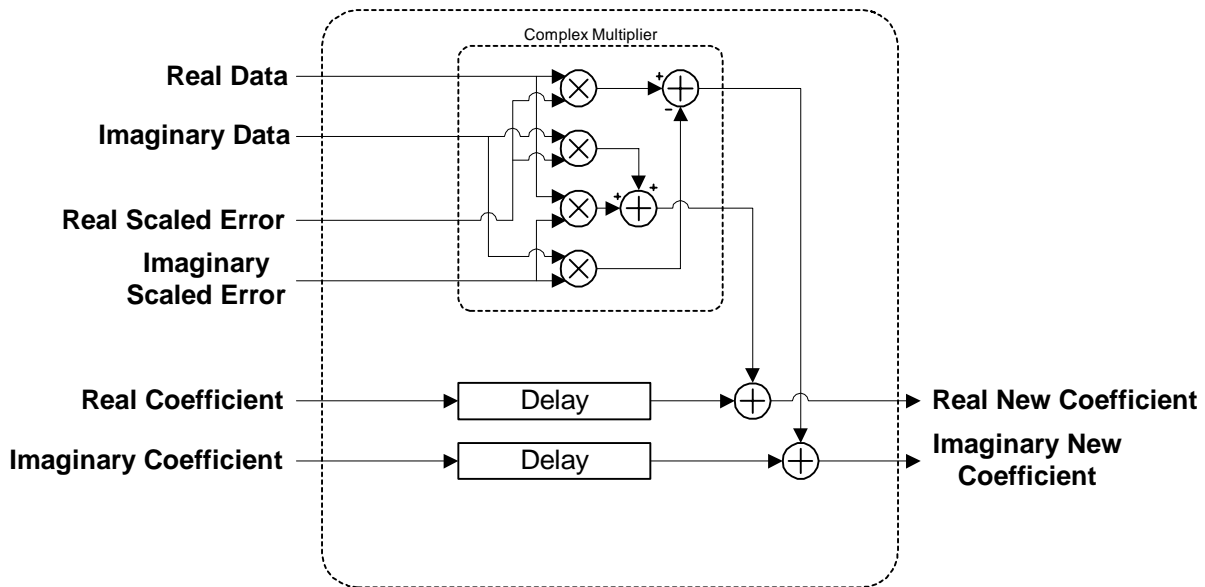 Complex Multiplier
Real Data
Imaginary Data
Real Scaled Error
Imaginary
Scaled Error
+
-
+
+
Real Coefficient
Delay
Real New Coefficient
Imaginary Coefficient
Delay
Imaginary New
Coefficient